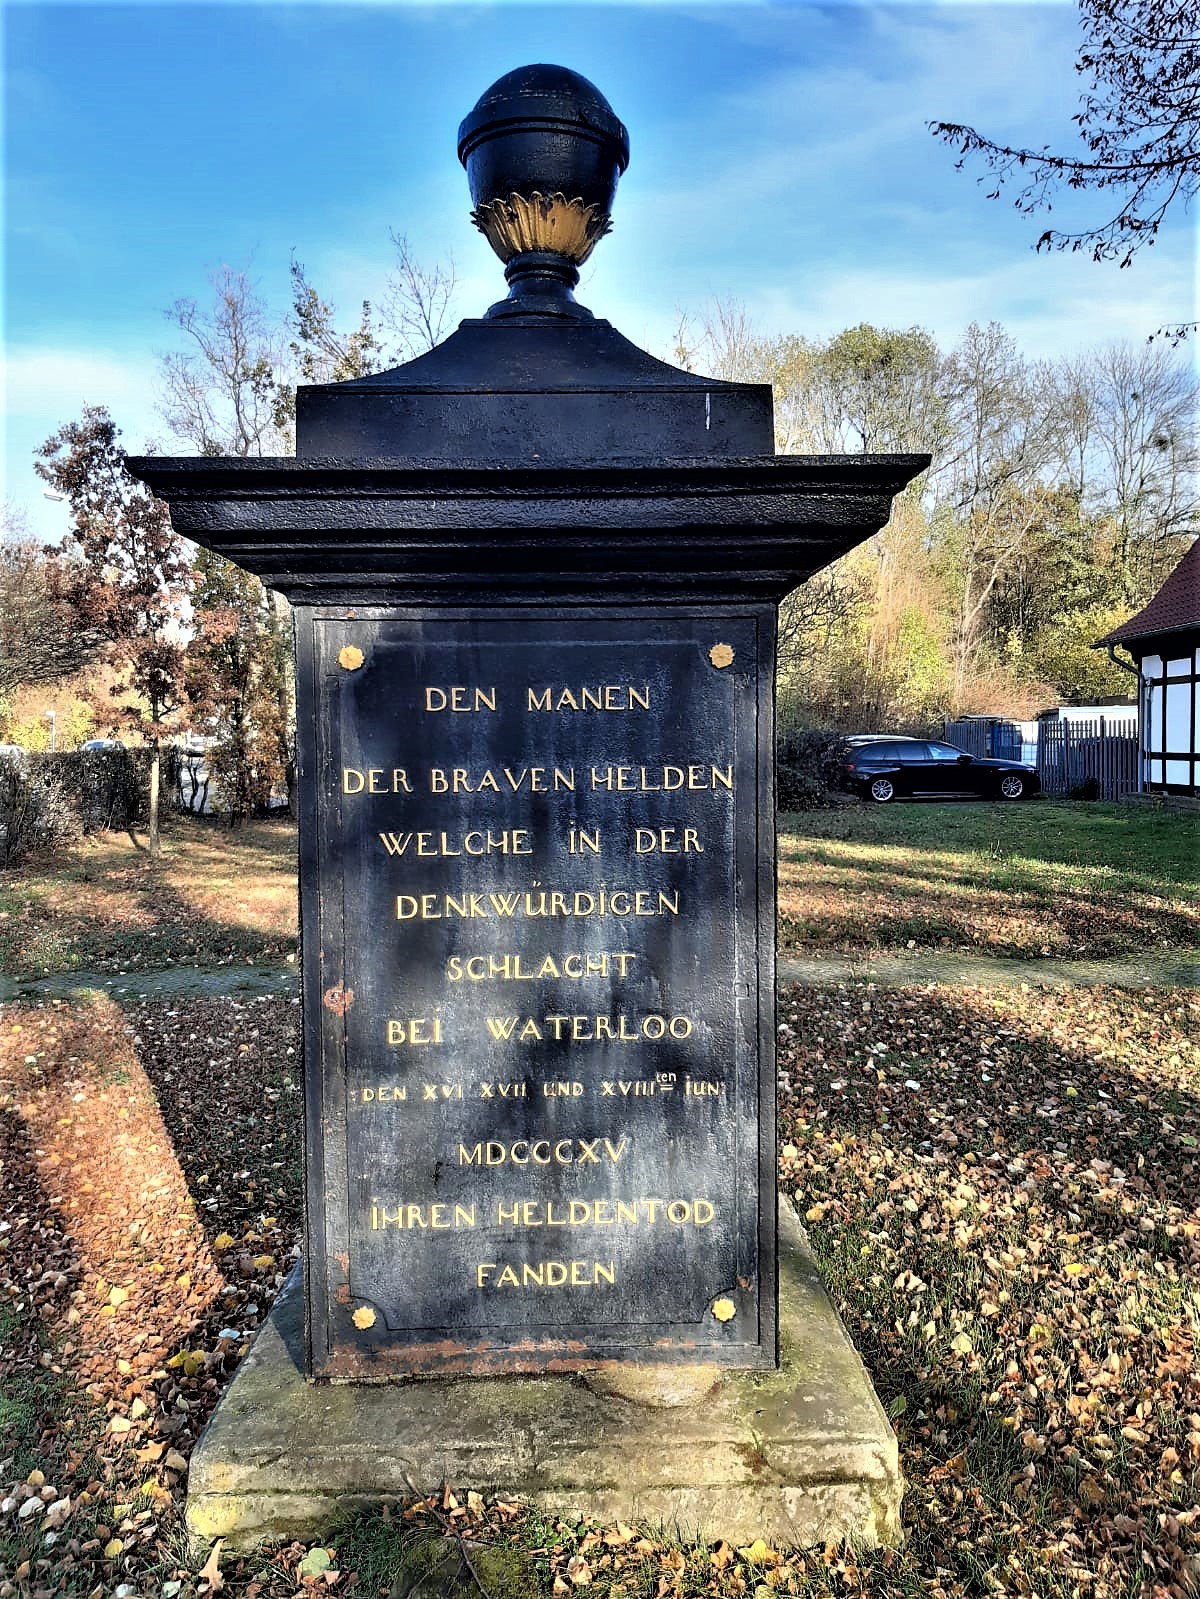 DEN MANEN
DER BRAVEN HELDEN
WELCHE iN DER
DENKWÜRDiGEN
SCHLACHT
BEi WATERLOO
DEN XVI XVII UND XVIIIten iUN:
MDCCCXV
iHREN HELDENTOD
FANDEN